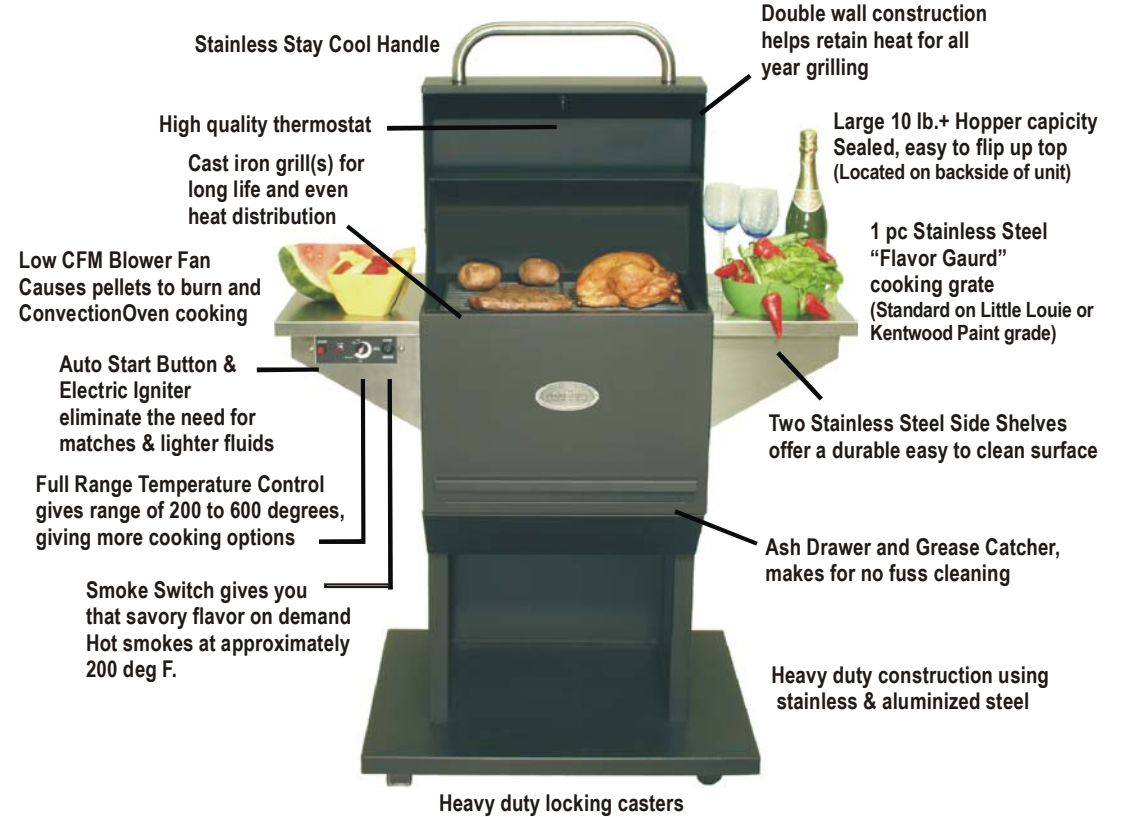 Stainless Stay Cool Handle
Double wall construction
helps retain heat for all
year grilling
High quality thermostat
Large 10 lb.+ Hopper capicity
Sealed, easy to flip up top
(Located on backside of unit)
Cast iron grill(s) for
long life and even
heat distribution
1 pc Stainless Steel
“Flavor Gaurd”
cooking grate
(Standard on Little Louie or
Kentwood Paint grade)
Low CFM Blower Fan
Causes pellets to burn and
ConvectionOven cooking
Auto Start Button &
Electric Igniter
eliminate the need for
matches & lighter fluids
Two Stainless Steel Side Shelves
offer a durable easy to clean surface
Full Range Temperature Control
gives range of 200 to 600 degrees,
giving more cooking options
Ash Drawer and Grease Catcher,
makes for no fuss cleaning
Smoke Switch gives you
that savory flavor on demand
Hot smokes at approximately
200 deg F.
Heavy duty construction using
stainless & aluminized steel
Heavy duty locking casters